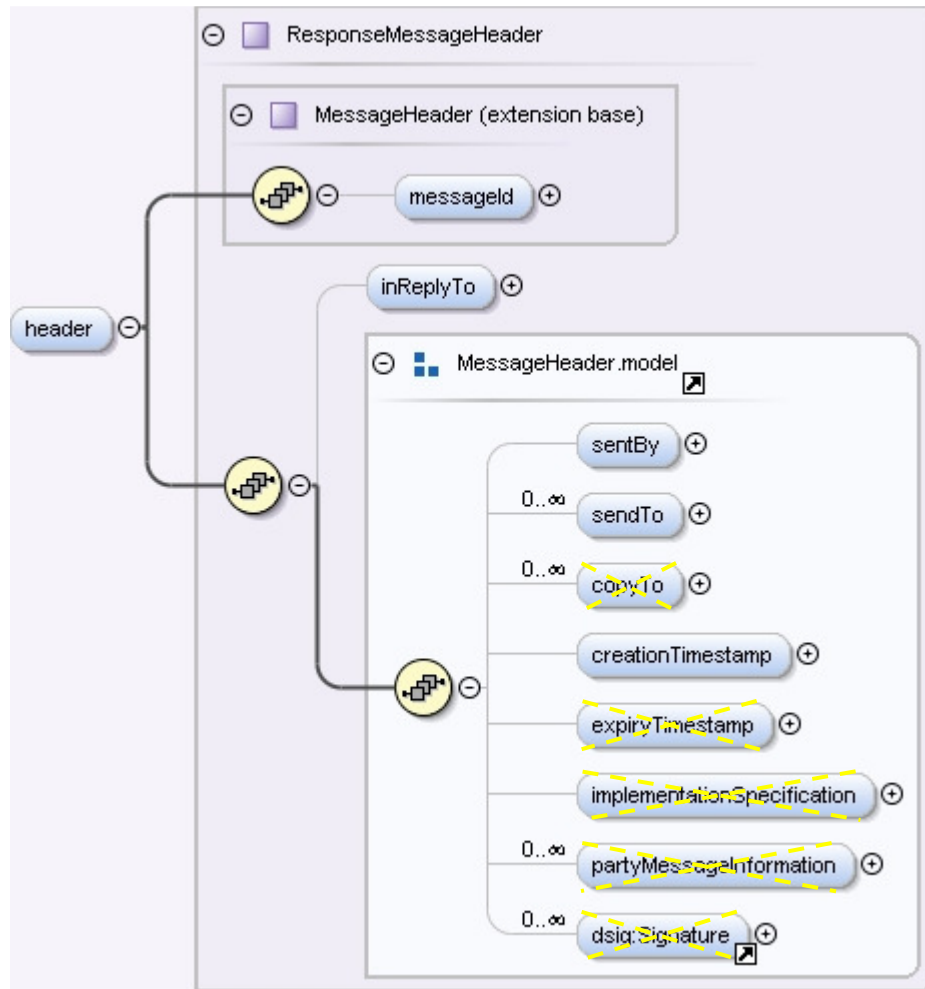 ResponseMessageHeader
MessageHeader (extension base)
messageId
inReplyTo
header
MessageHeader.model
sentBy
0..∞
sendTo
0..∞
copyTo
creationTimestamp
expiryTimestamp
implementationSpecification
0..∞
partyMessageInformation
0..∞
dsig:Signature